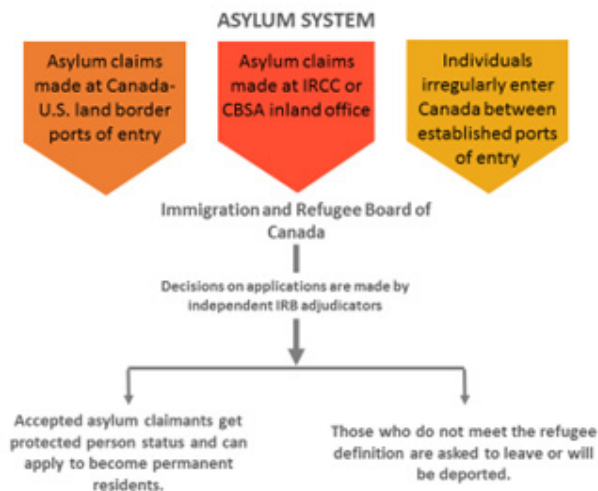 ASYLUM SYSTEM
Asylum claims
made at Canada-
U.S. land border
ports of entry
Asylum claims
made at IRCC or
CBSA inland office
Individuals
irregularly enter
Canada between
established ports
of entry
Immigration and Refugee Board of
Canada
Decisions on applications are made by
independent IRB adjudicators
Accepted asylum claimants get
protected person status and can
apply to become permanent
residents.
Those who do not meet the refugee
definition are asked to leave or will
be deported.